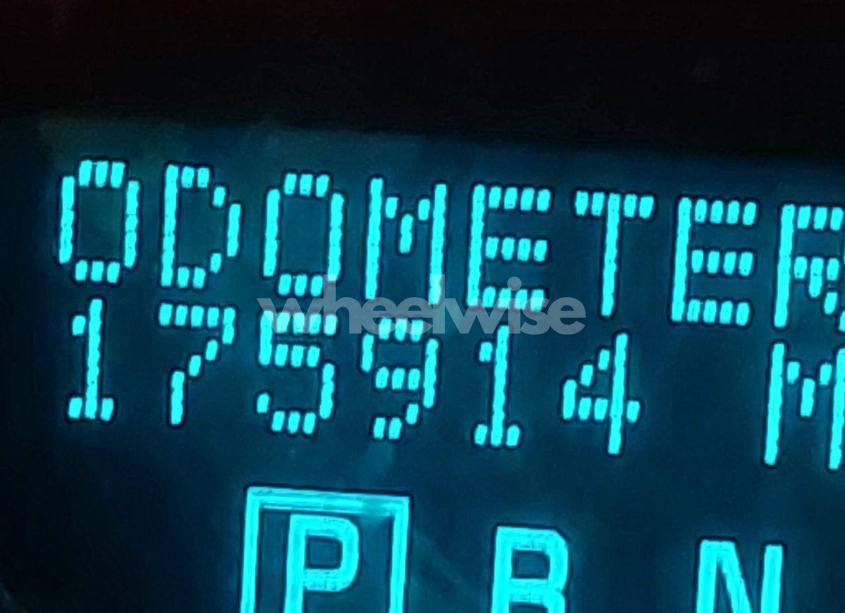 ODOMETER
175914 M
wheelwise
P R N